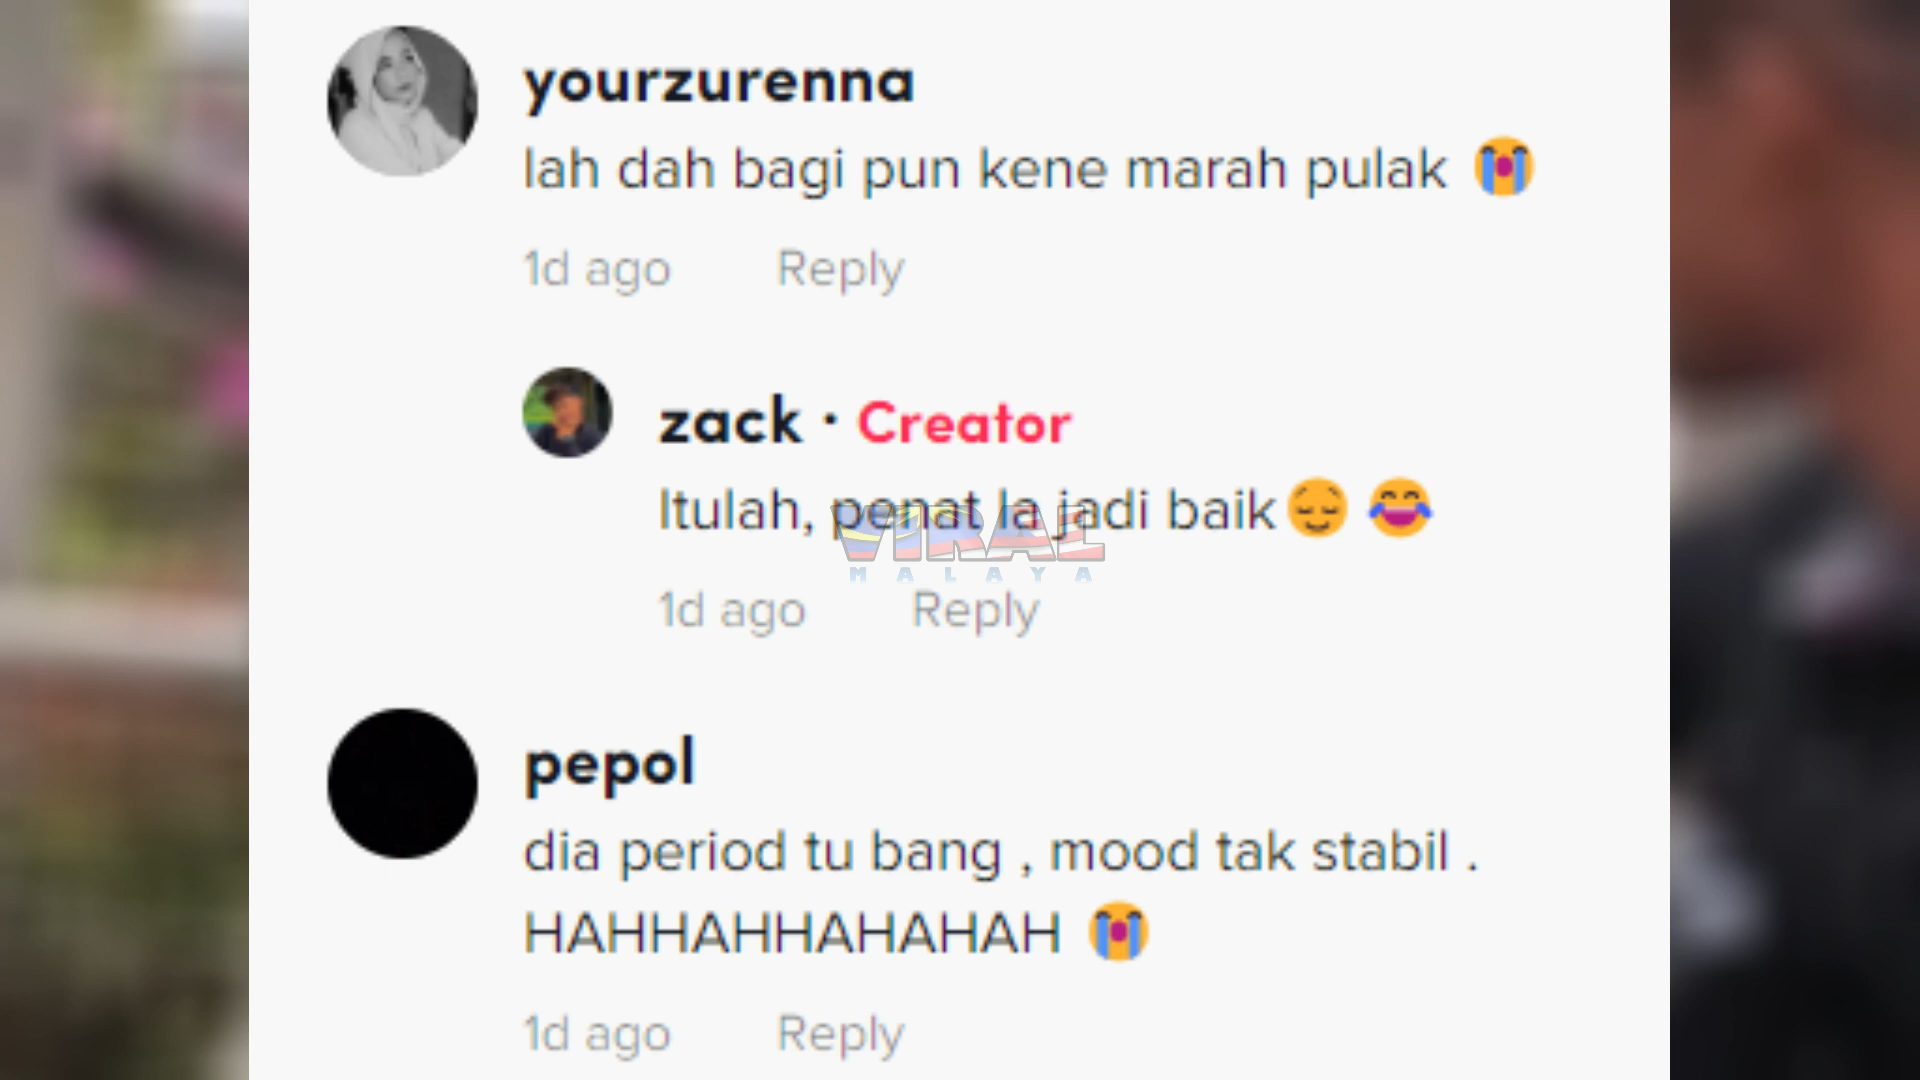 yourzurenna
lah dah bagi pun kene marah pulak 😭
1d ago Reply
zack · Creator
Itulah, penat la jadi baik😌 😂
VIRAL
MALAYA
1d ago Reply
pepol
dia period tu bang , mood tak stabil .
HAHHAHHAHAHAH 😭
1d ago Reply